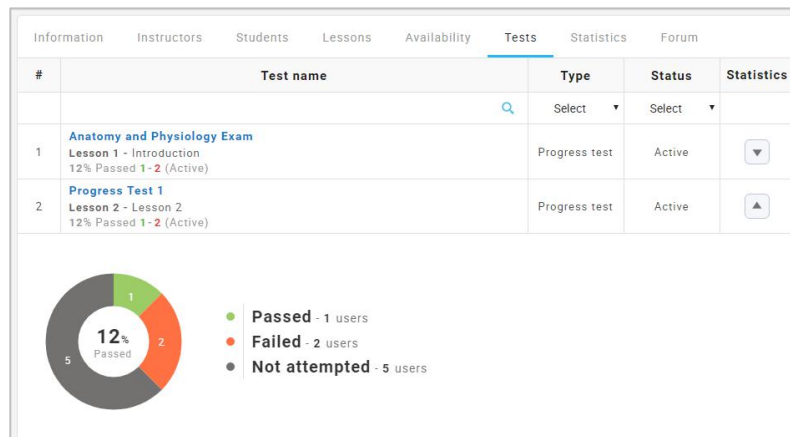 Information Instructors Students Lessons Availability Tests Statistics Forum
# Test name Type Status Statistics
Select Select
Anatomy and Physiology Exam
1 Lesson 1 - Introduction Progress test Active
12% Passed 1-2 (Active)
Progress Test 1
2 Lesson 2 - Lesson 2 Progress test Active
12% Passed 1-2 (Active)
1
Passed - 1 users
12% 2 Failed - 2 users
Passed
5 Not attempted - 5 users